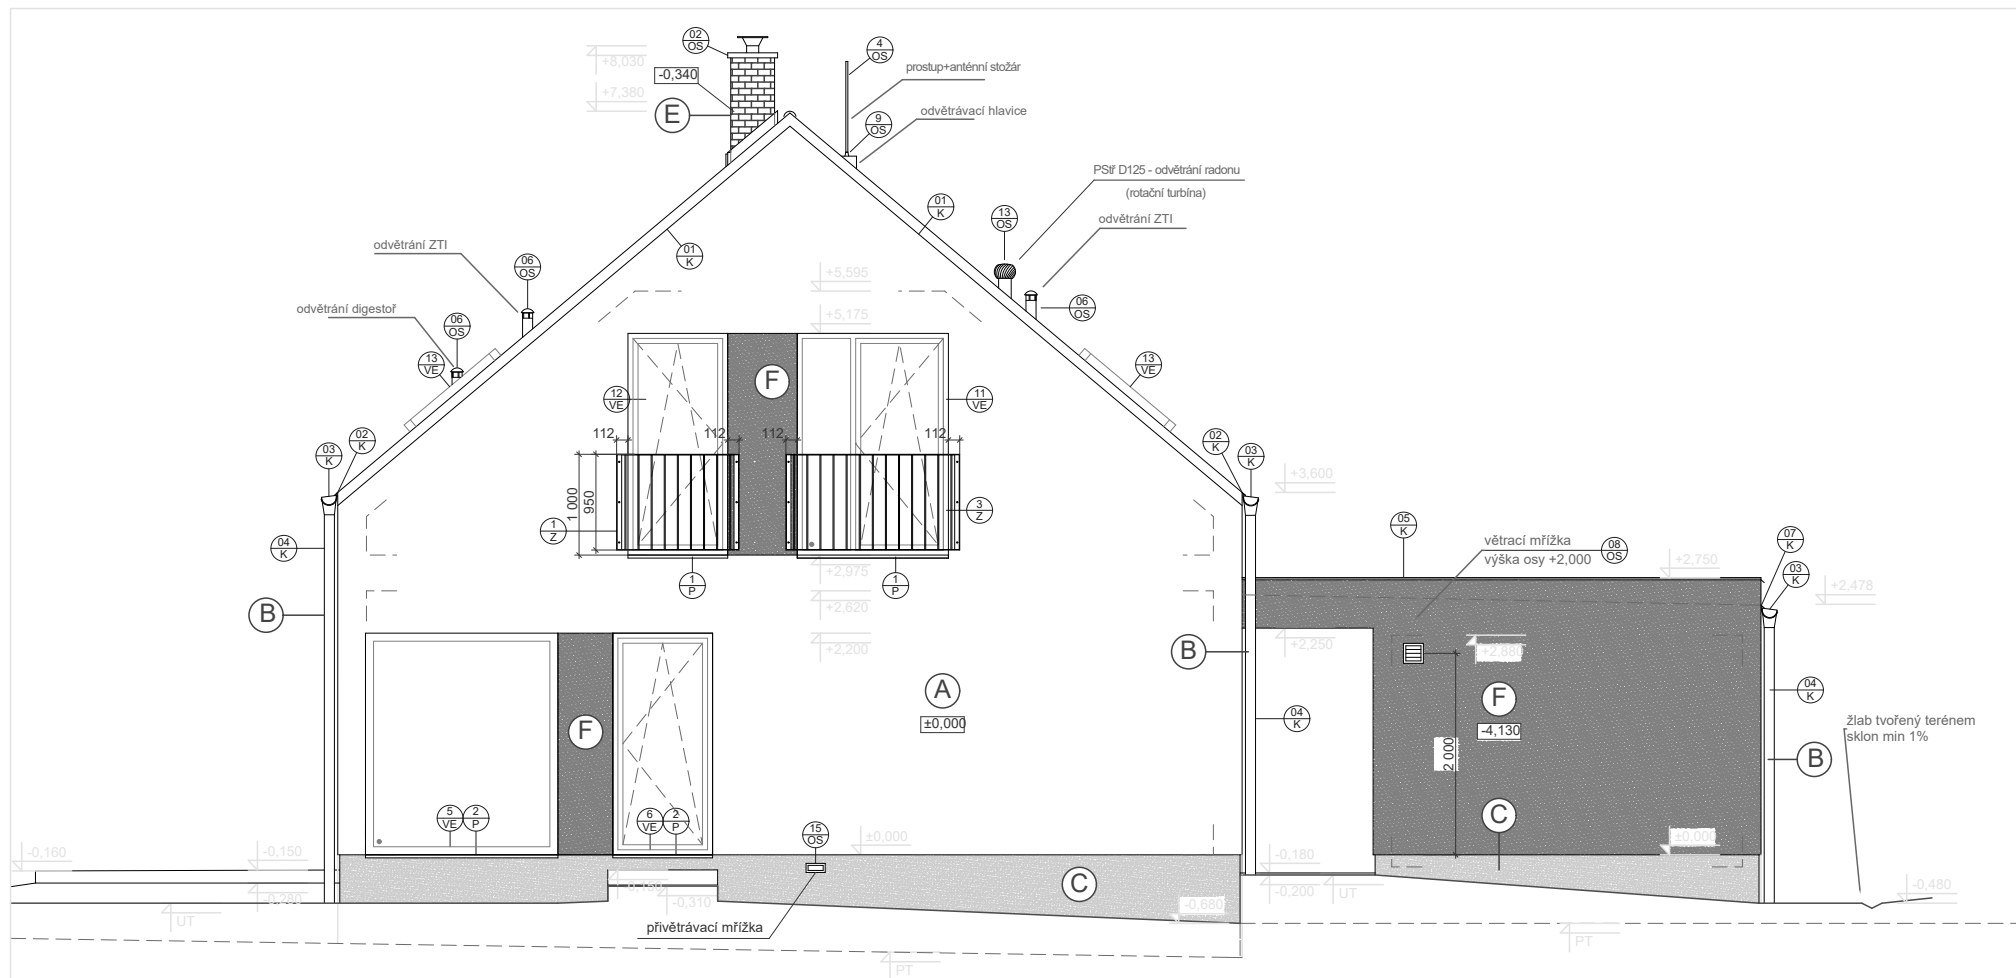 02
OS
4
OS
+8,030
prostup+anténní stožár
-0,340
+7,380
E
odvětrávací hlavice
9
OS
PStř D125 - odvětrání radonu
(rotační turbína)
01
K
13
OS
odvětrání ZTI
odvětrání ZTI
01
K
06
OS
+5,595
odvětrání digestoř
06
OS
06
OS
+5,175
13
VE
13
VE
F
12
VE
11
VE
112
112
112
112
03
K
02
K
02
K
03
K
+3,600
1 000
950
1
Z
3
Z
05
K
větrací mřížka
výška osy +2,000
08
OS
07
K
04
K
+2,750
03
K
1
P
+2,975
1
P
+2,478
B
+2,620
+2,200
B
+2,250
+2,880
A
±0,000
F
-4,130
04
K
04
K
žlab tvořený terénem
sklon min 1%
F
2 000
B
5
VE
2
P
6
VE
2
P
15
OS
±0,000
C
±0,000
-0,160
-0,150
-0,180
C
-0,280
-0,150
-0,310
-0,200
UT
-0,480
-0,680
UT
přivětrávací mřížka
PT
PT